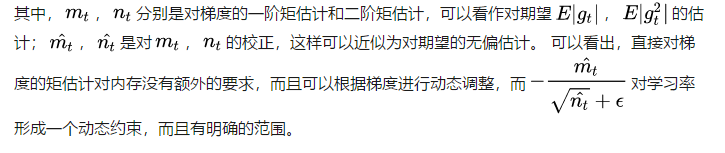 其中，$m_t$，$n_t$ 分别是对梯度的一阶矩估计和二阶矩估计，可以看作对期望 $E|g_t|$，$E|g_t^2|$ 的估
计；$\hat{m_t}$，$\hat{n_t}$ 是对 $m_t$，$n_t$ 的校正，这样可以近似为对期望的无偏估计。 可以看出，直接对梯
度的矩估计对内存没有额外的要求，而且可以根据梯度进行动态调整，而 $-\frac{\hat{m_t}}{\sqrt{\hat{n_t}}+\epsilon}$ 对学习率
形成一个动态约束，而且有明确的范围。